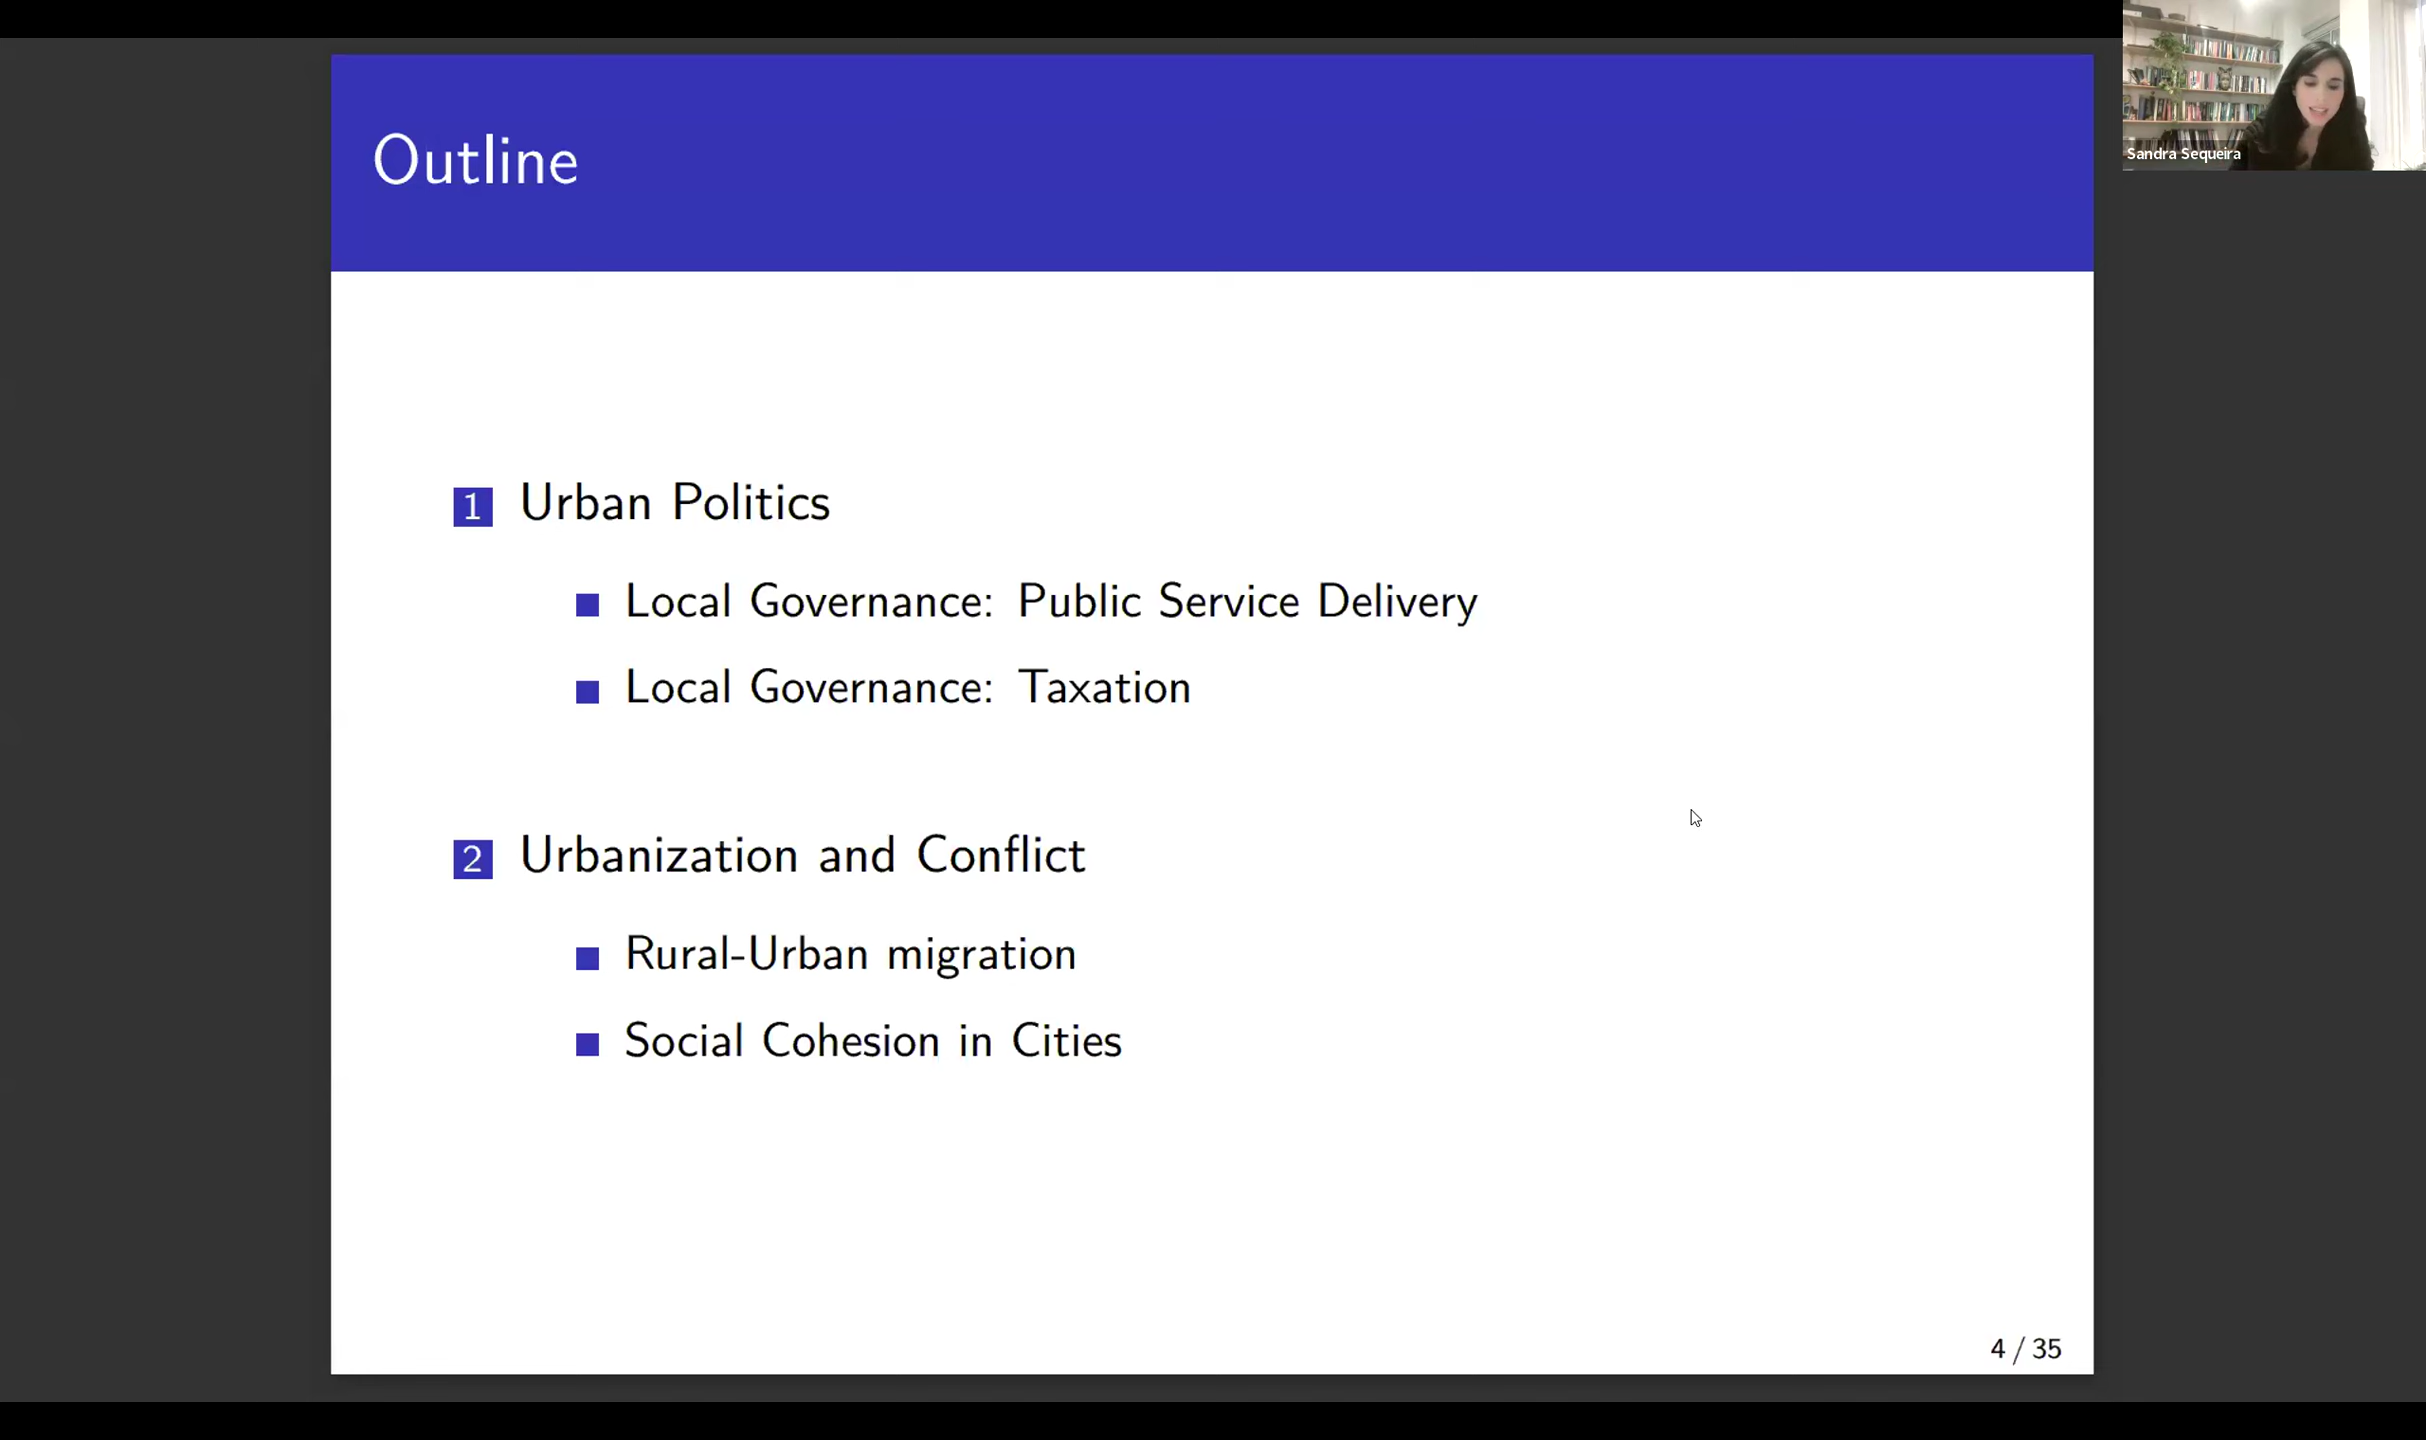 Outline
1 Urban Politics
Local Governance: Public Service Delivery
Local Governance: Taxation
2 Urbanization and Conflict
Rural-Urban migration
Social Cohesion in Cities
4 / 35
Sandra Sequeira